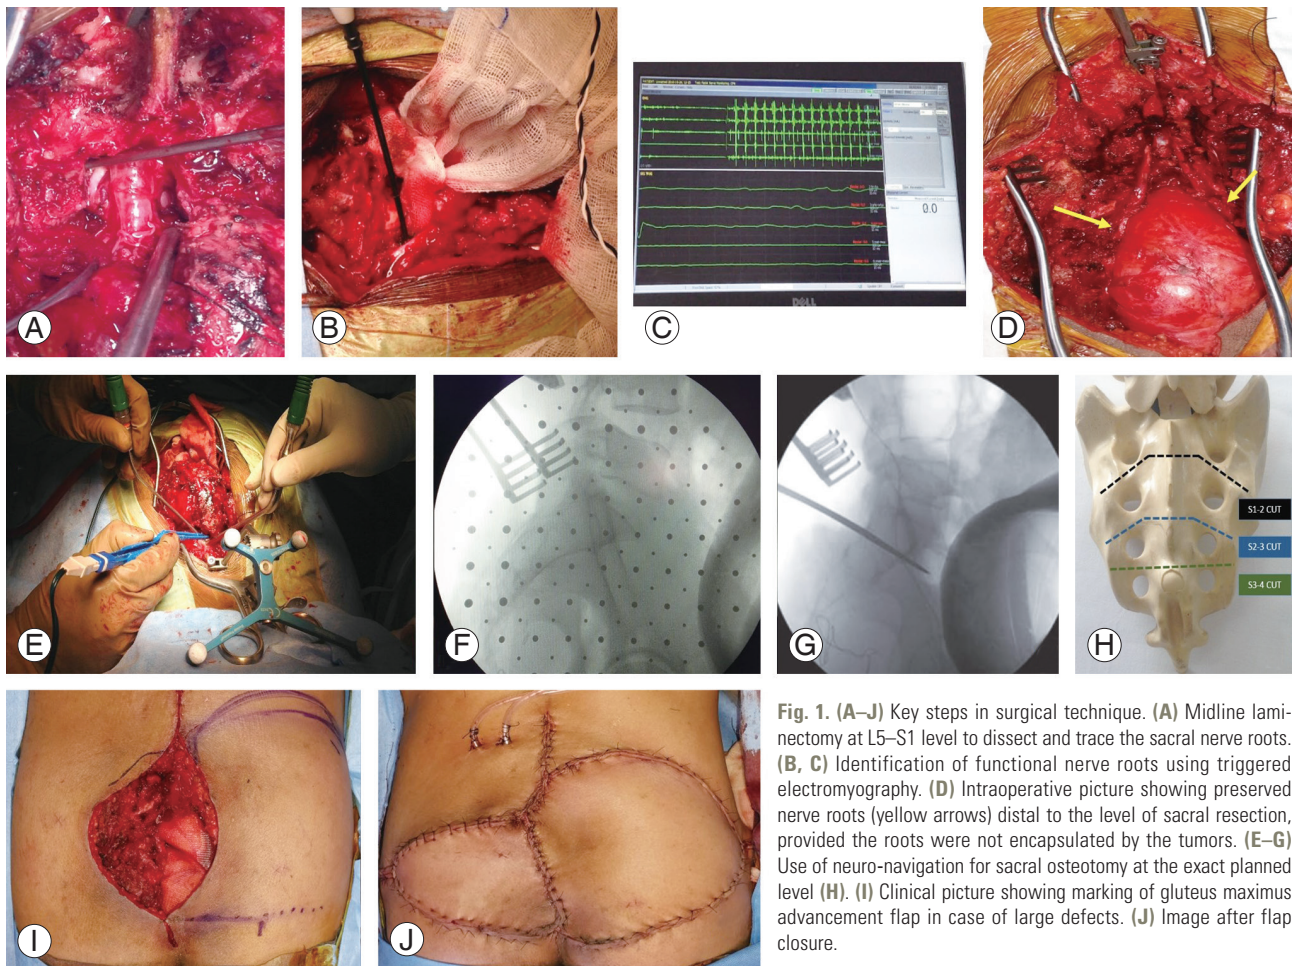 A
B
C
DELL
0.0
D
E
F
G
H
S1-2 CUT
S2-3 CUT
S3-4 CUT
I
J
Fig. 1. (A–J) Key steps in surgical technique. (A) Midline lami-
nectomy at L5–S1 level to dissect and trace the sacral nerve roots.
(B, C) Identification of functional nerve roots using triggered
electromyography. (D) Intraoperative picture showing preserved
nerve roots (yellow arrows) distal to the level of sacral resection,
provided the roots were not encapsulated by the tumors. (E–G)
Use of neuro-navigation for sacral osteotomy at the exact planned
level (H). (I) Clinical picture showing marking of gluteus maximus
advancement flap in case of large defects. (J) Image after flap
closure.